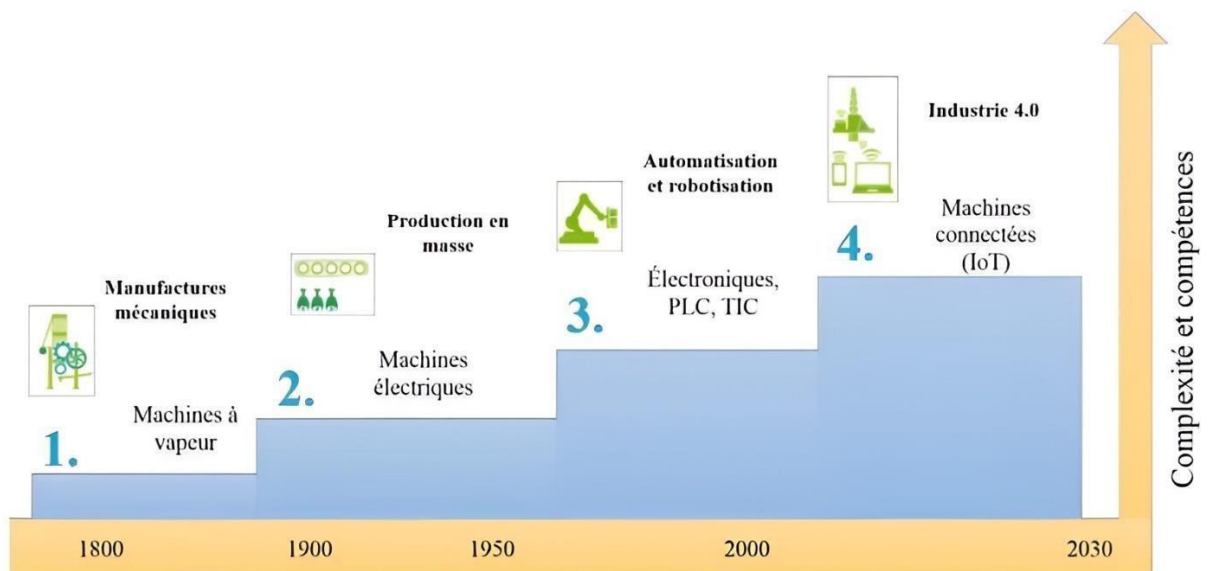 Manufactures
mécaniques
1.
Machines à
vapeur
Production en
masse
2.
Machines
électriques
Automatisation
et robotisation
3.
Électroniques,
PLC, TIC
Industrie 4.0
4.
Machines
connectées
(IoT)
Complexité et compétences
1800
1900
1950
2000
2030